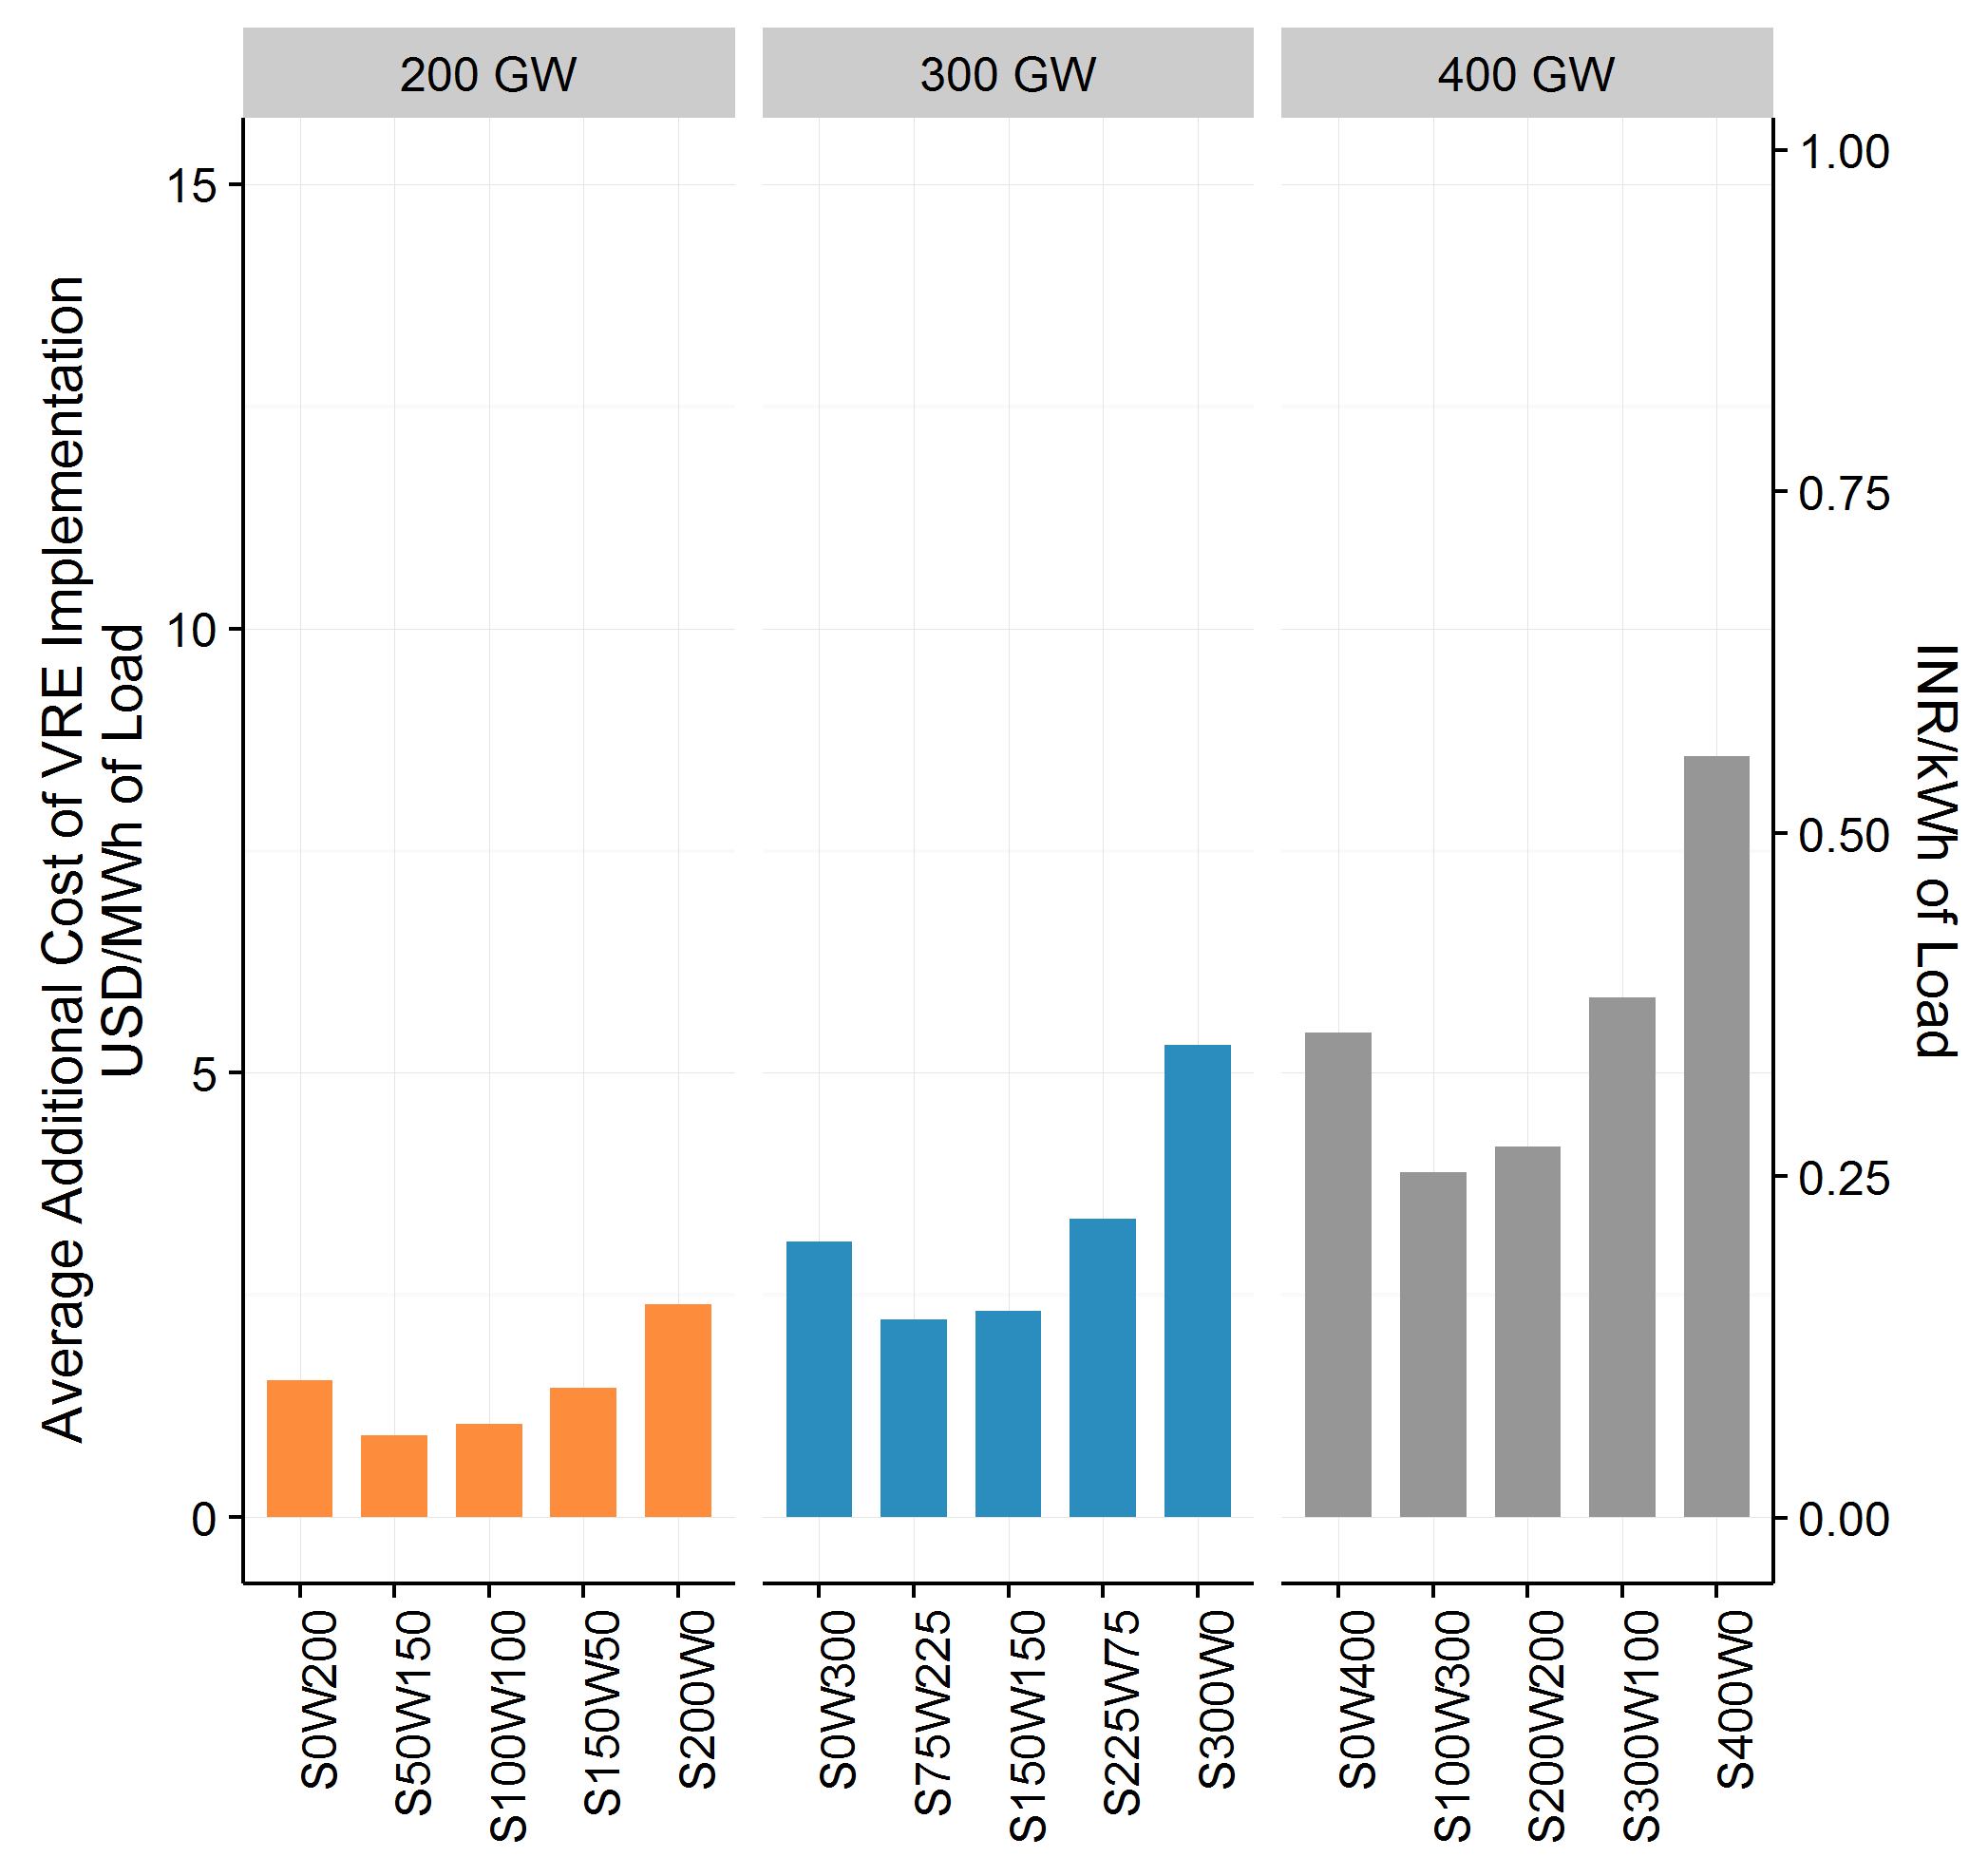 200 GW
300 GW
400 GW
Average Additional Cost of VRE Implementation
USD/MWh of Load
15
10
5
0
1.00
0.75
0.50
0.25
0.00
INR/kWh of Load
S0W200
S50W150
S100W100
S150W50
S200W0
S0W300
S75W225
S150W150
S225W75
S300W0
S0W400
S100W300
S200W200
S300W100
S400W0